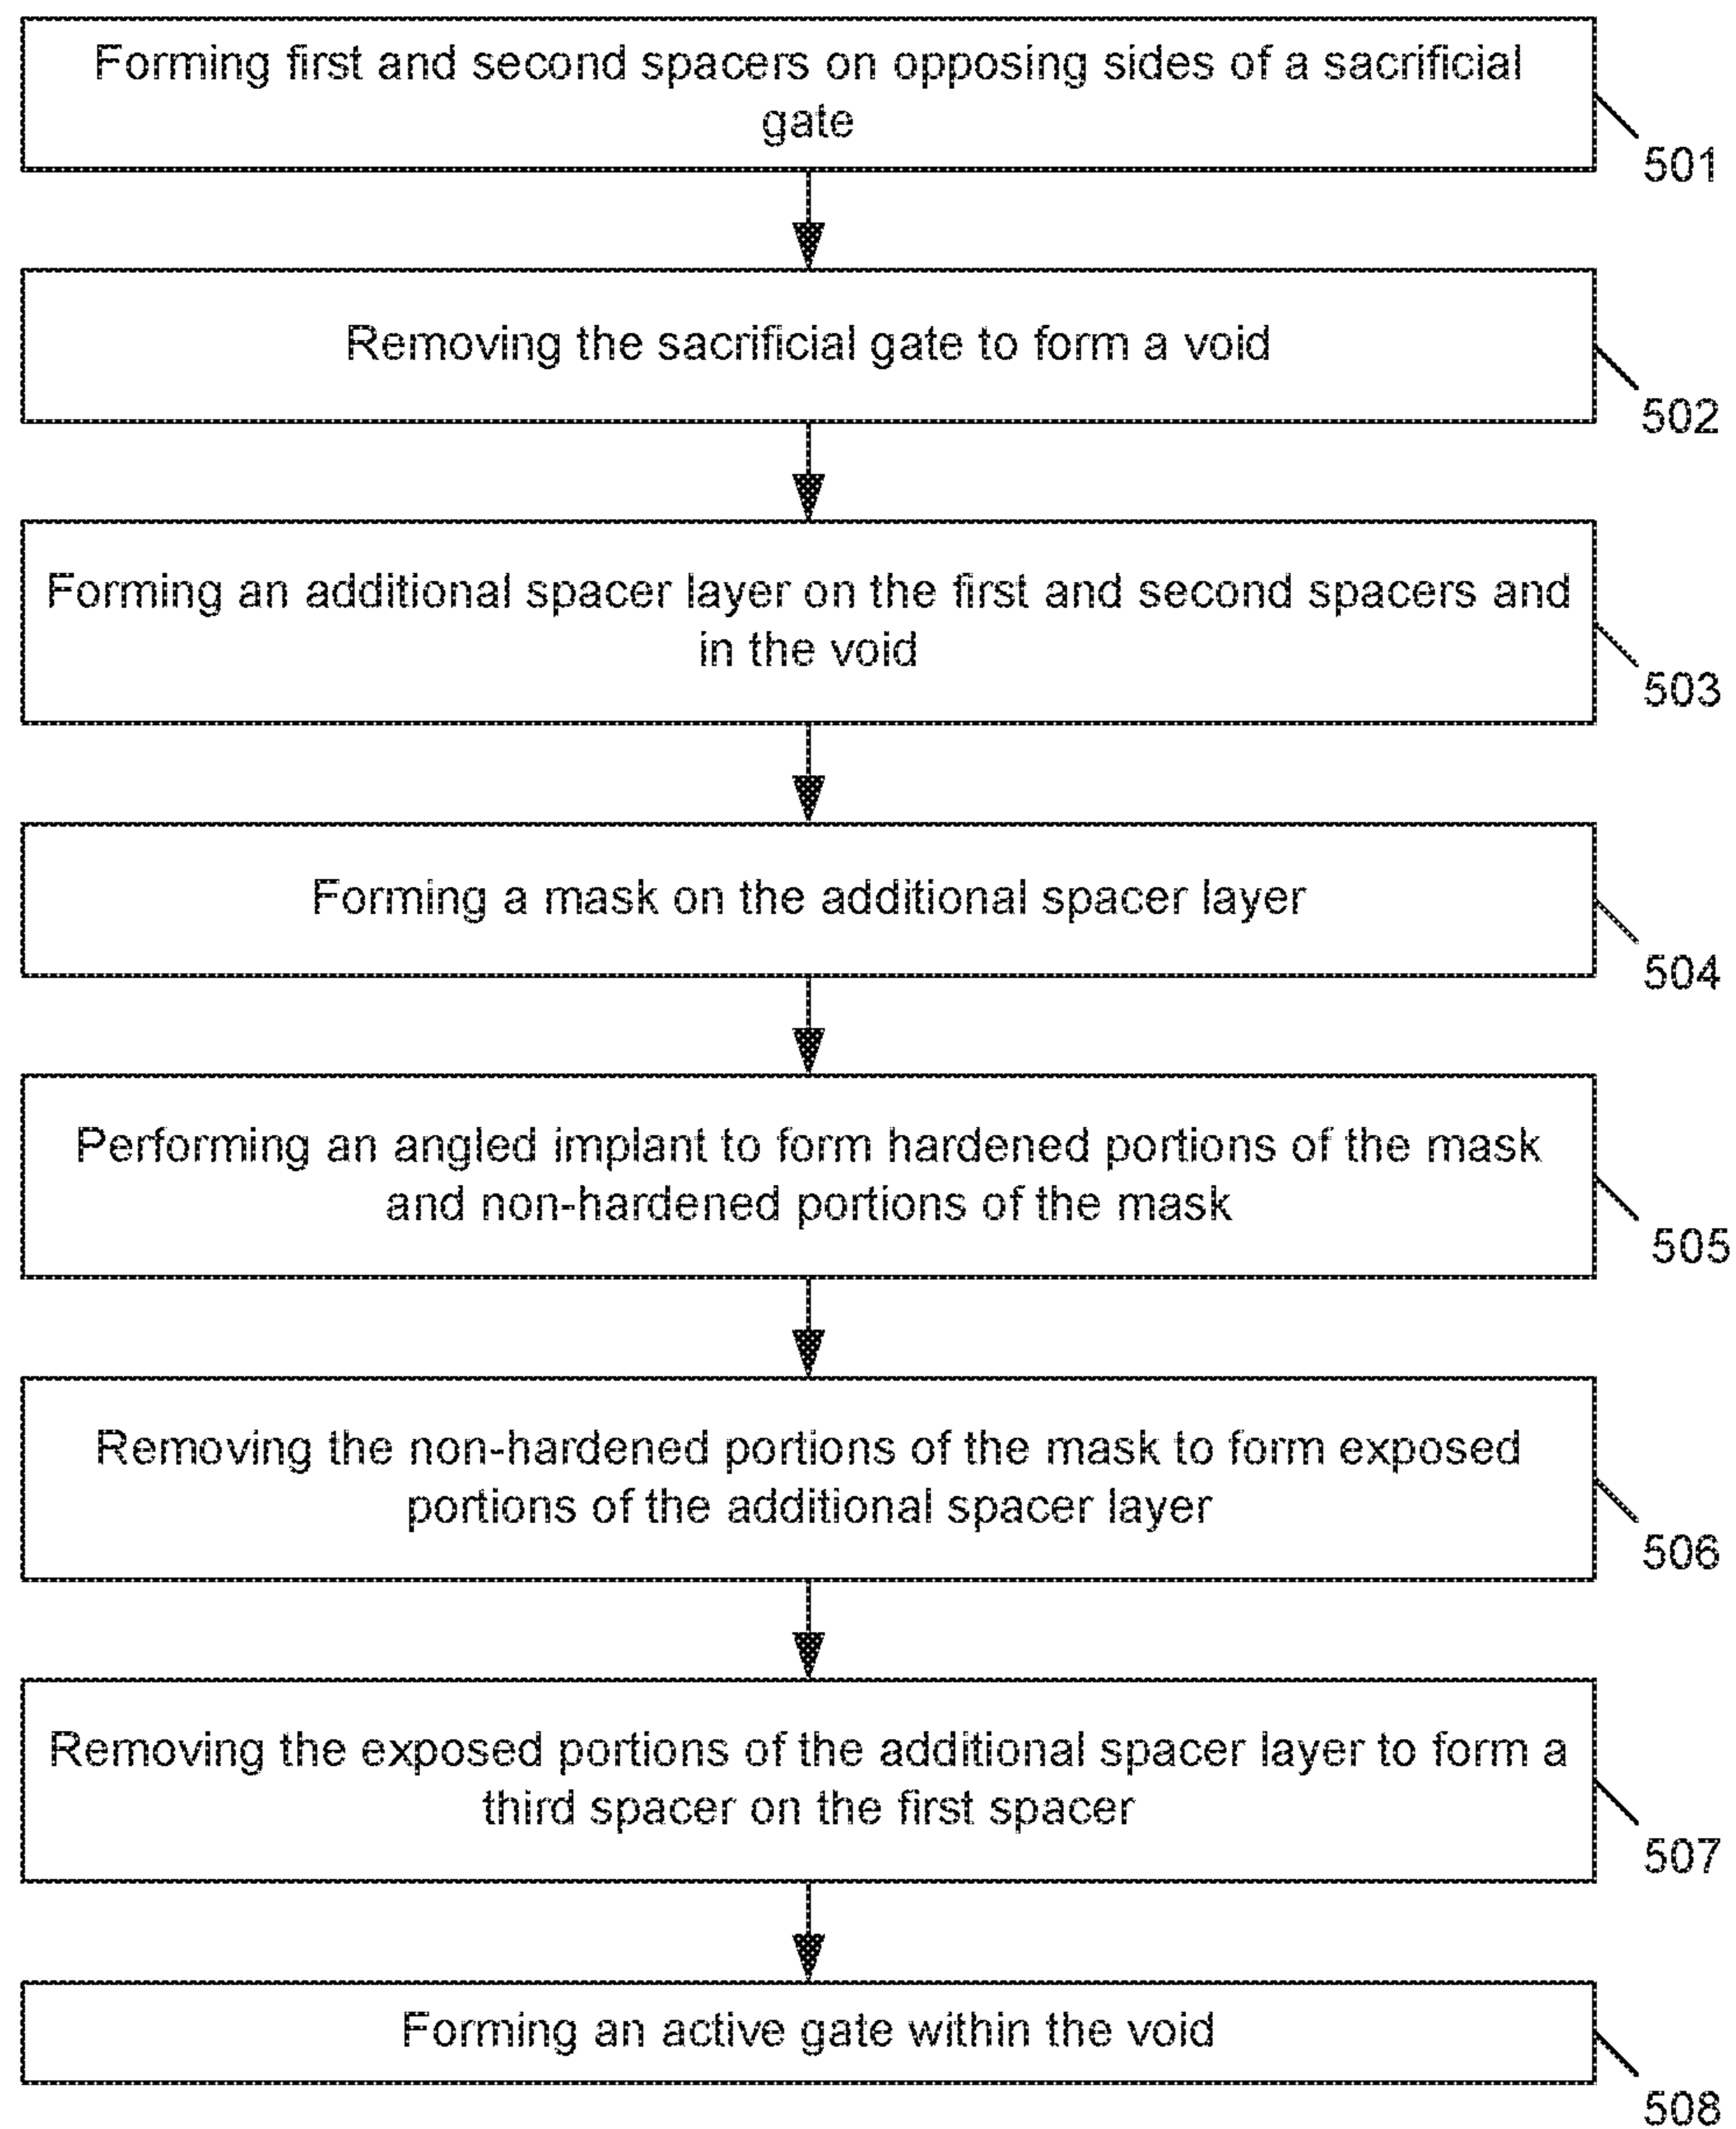 Forming first and second spacers on opposing sides of a sacrificial
gate
501
Removing the sacrificial gate to form a void
502
Forming an additional spacer layer on the first and second spacers and
in the void
503
Forming a mask on the additional spacer layer
504
Performing an angled implant to form hardened portions of the mask
and non-hardened portions of the mask
505
Removing the non-hardened portions of the mask to form exposed
portions of the additional spacer layer
506
Removing the exposed portions of the additional spacer layer to form a
third spacer on the first spacer
507
Forming an active gate within the void
508